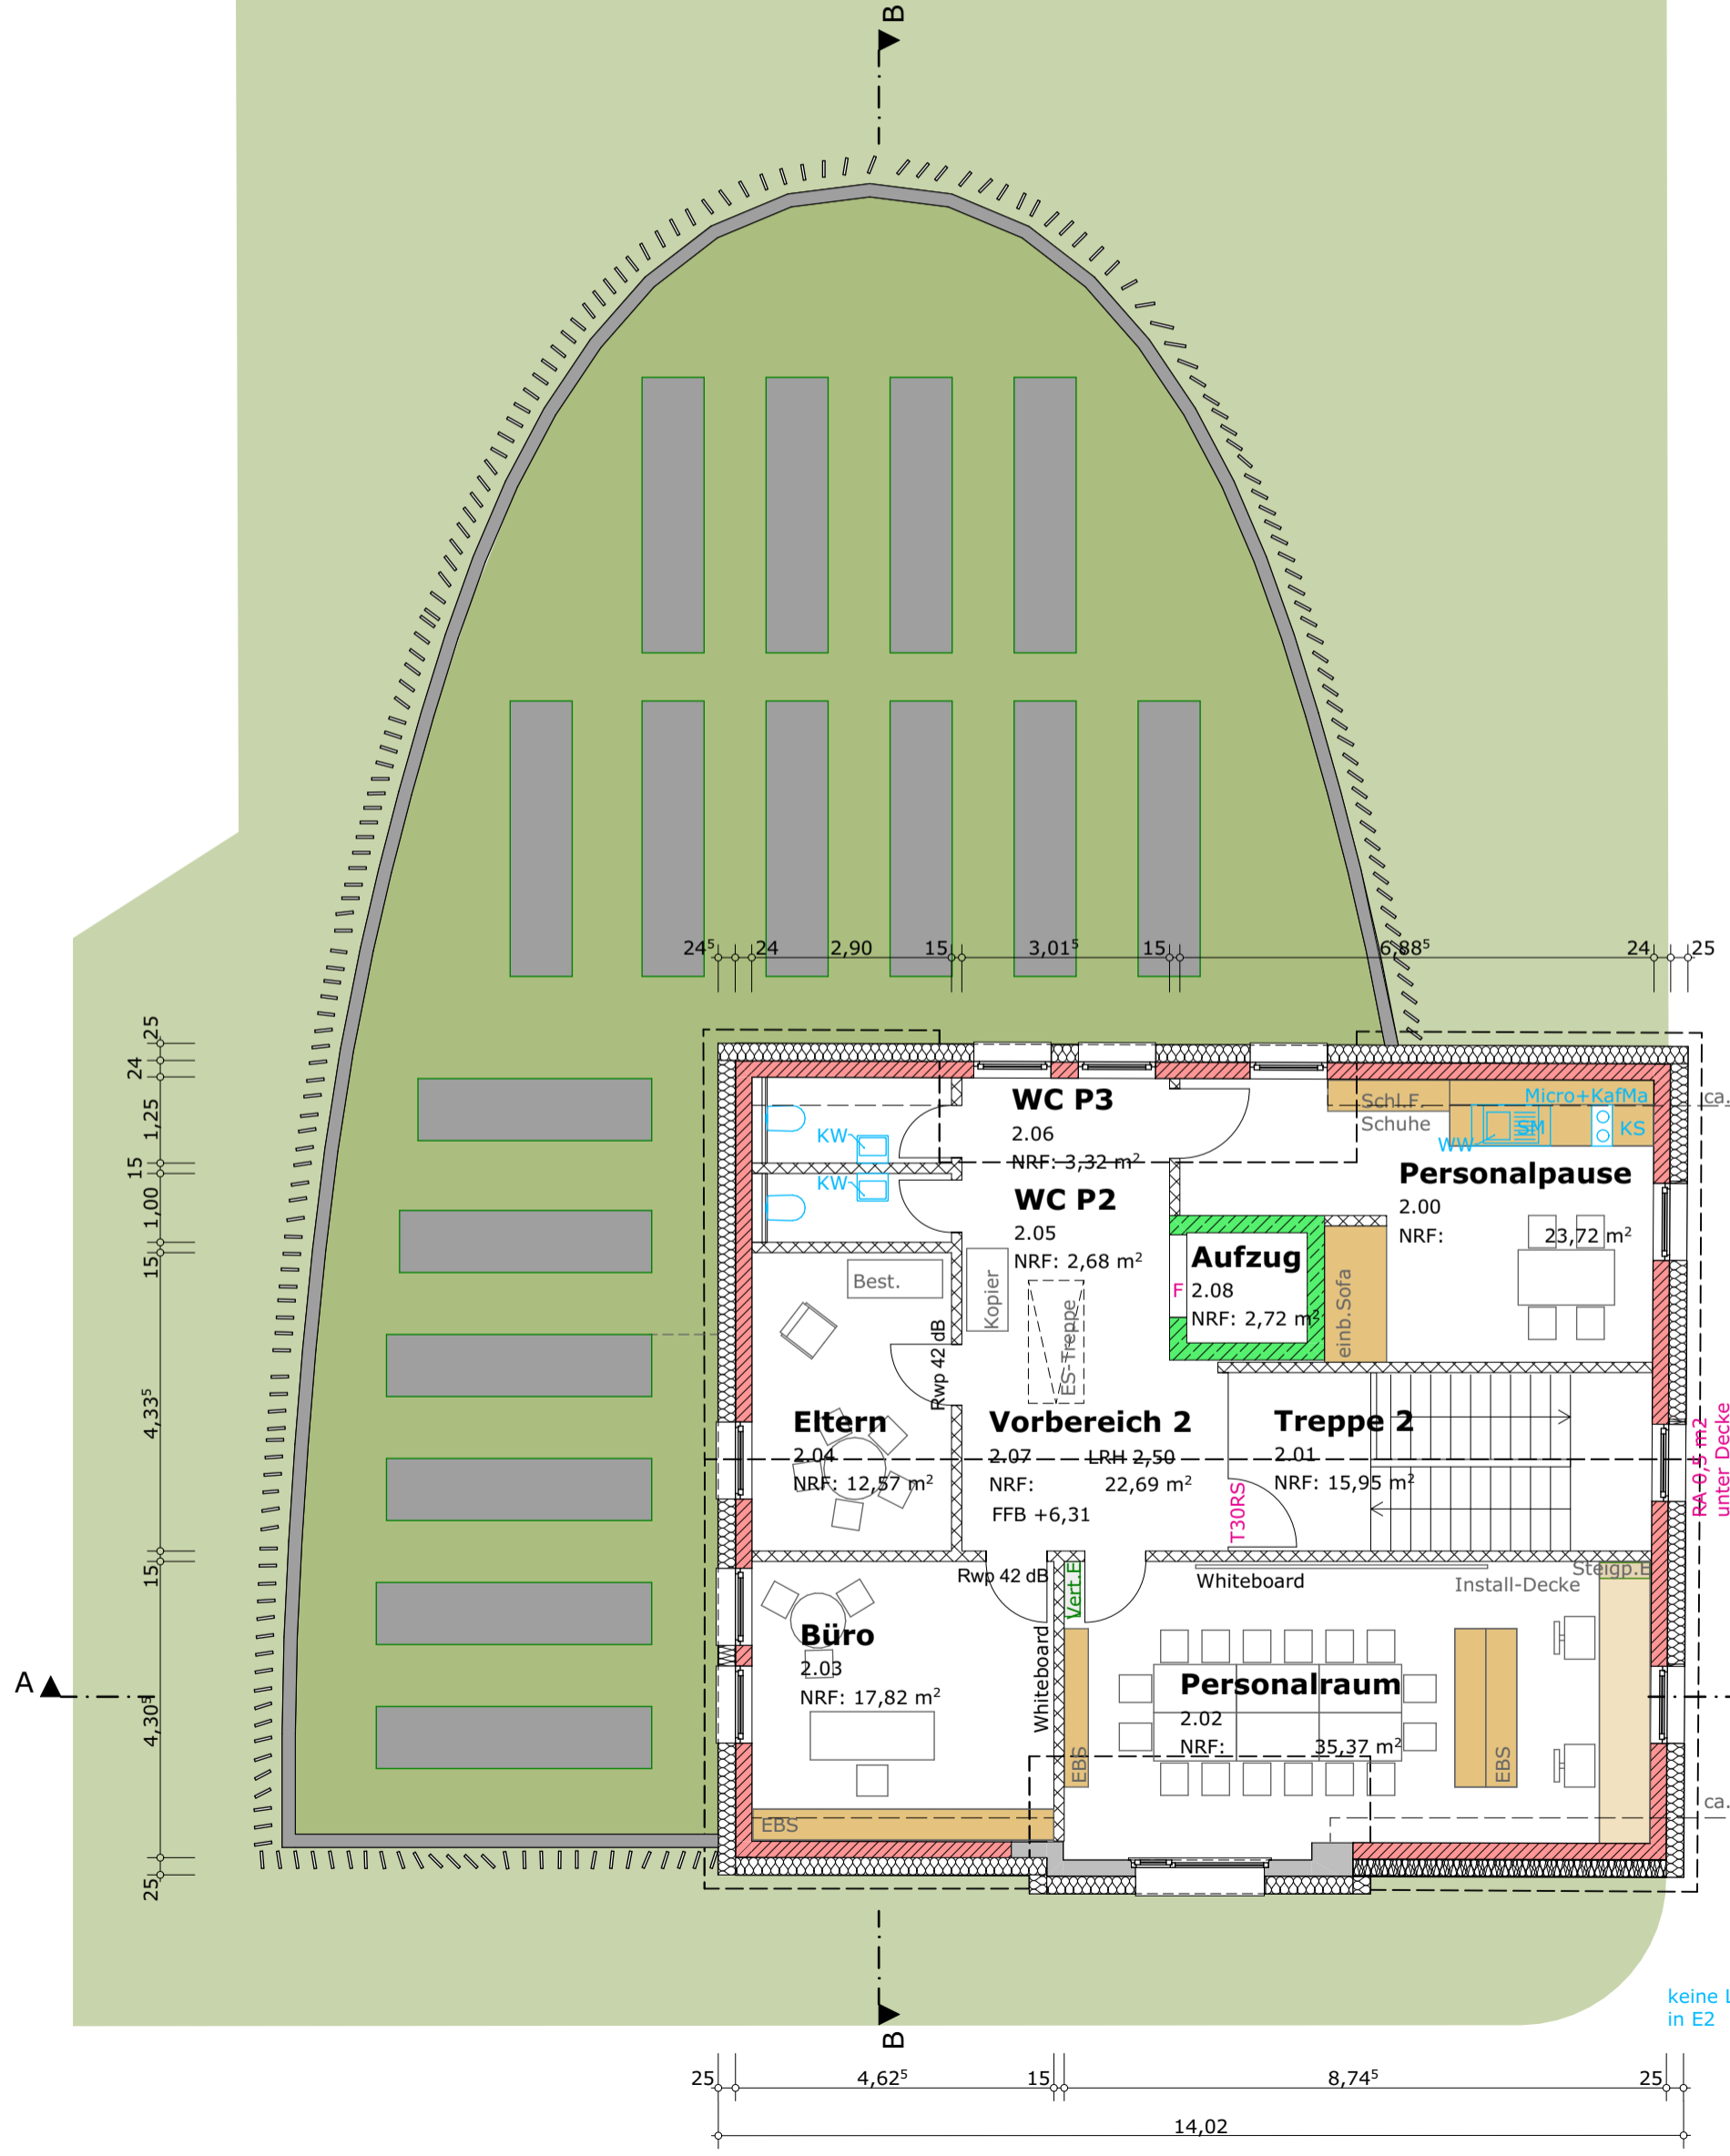 B
24⁵ 24 2,90 15 3,01⁵ 15 6,88⁵ 24 25
25
24
1,25
15
1,00
15
4,33⁵
15
4,30⁵
25
WC P3
2.06
NRF: 3,32 m²
KW
WC P2
2.05
NRF: 2,68 m²
KW
Schl.F.
Schuhe
Micro+KafMa
WW
SM
KS
ca.
Personalpause
2.00
NRF: 23,72 m²
Aufzug
2.08
NRF: 2,72 m²
F
einb.Sofa
Best.
Kopier
ES-Treppe
Rwp 42 dB
Eltern
2.04
NRF: 12,57 m²
Vorbereich 2
2.07 LRH 2,50
NRF: 22,69 m²
FFB +6,31
Treppe 2
2.01
NRF: 15,95 m²
T30RS
RA 0,5 m2
unter Decke
Rwp 42 dB
Vert.E
Whiteboard
Install-Decke
Steigp.E
Büro
2.03
NRF: 17,82 m²
Whiteboard
EBS
EBS
Personalraum
2.02
NRF: 35,37 m²
EBS
ca.
A
keine
in E2
B
25 4,62⁵ 15 8,74⁵ 25
14,02